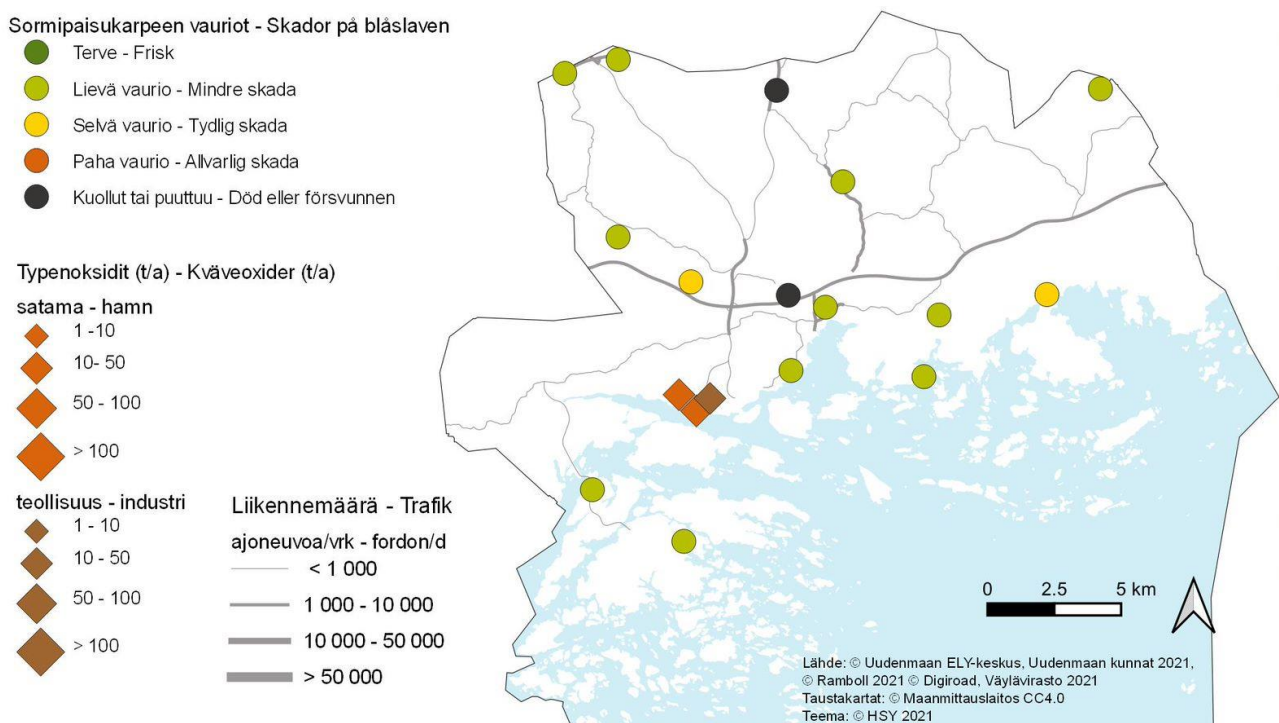 Sormipaisukarpeen vauriot - Skador på blåslaven
Terve - Frisk
Lievä vaurio - Mindre skada
Selvä vaurio - Tydlig skada
Paha vaurio - Allvarlig skada
Kuollut tai puuttuu - Död eller försvunnen
Typenoksidit (t/a) - Kväveoxider (t/a)
satama - hamn
1 -10
10- 50
50 - 100
> 100
teollisuus - industri
1 - 10
10 - 50
50 - 100
> 100
Liikennemäärä - Trafik
ajoneuvoa/vrk - fordon/d
< 1 000
1 000 - 10 000
10 000 - 50 000
> 50 000
0 2.5 5 km
Lähde: © Uudenmaan ELY-keskus, Uudenmaan kunnat 2021,
© Ramboll 2021 © Digiroad, Väylävirasto 2021
Taustakartat: © Maanmittauslaitos CC4.0
Teema: © HSY 2021